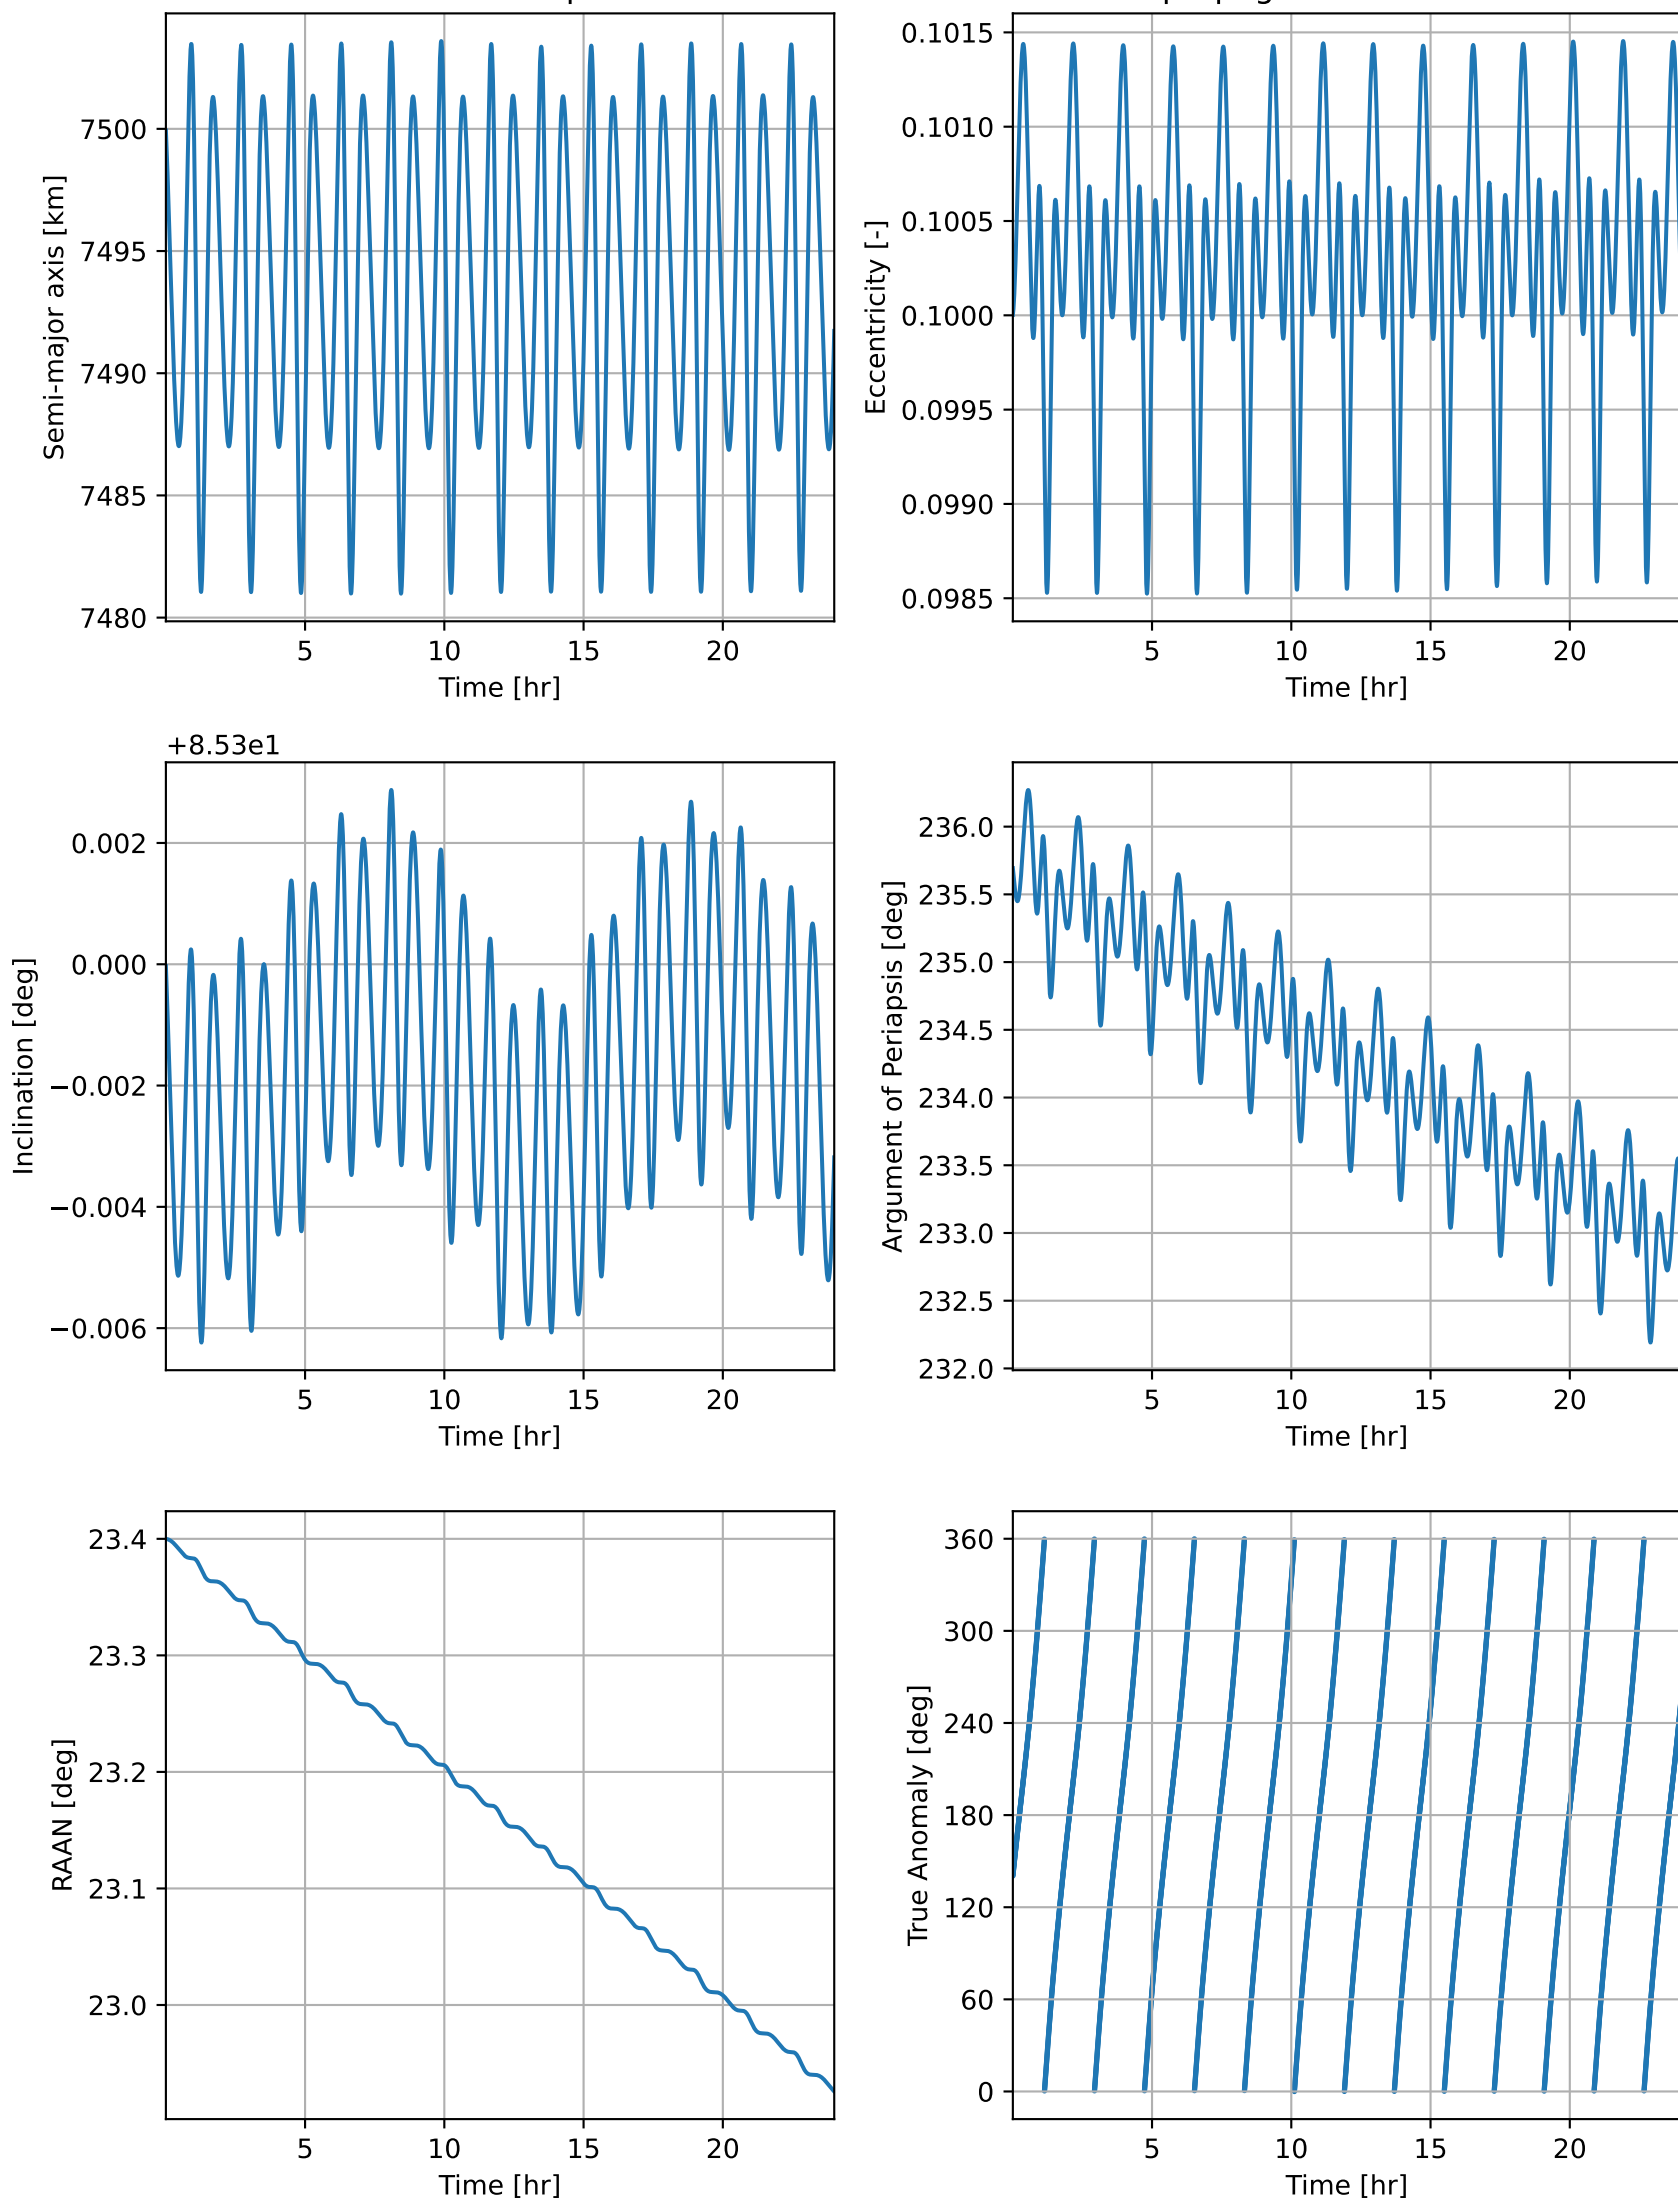 Semi-major axis [km]
7500
7495
7490
7485
7480
5 10 15 20
Time [hr]
Eccentricity [-]
0.1015
0.1010
0.1005
0.1000
0.0995
0.0990
0.0985
5 10 15 20
Time [hr]
+8.53e1
Inclination [deg]
0.002
0.000
−0.002
−0.004
−0.006
5 10 15 20
Time [hr]
Argument of Periapsis [deg]
236.0
235.5
235.0
234.5
234.0
233.5
233.0
232.5
232.0
5 10 15 20
Time [hr]
RAAN [deg]
23.4
23.3
23.2
23.1
23.0
5 10 15 20
Time [hr]
True Anomaly [deg]
360
300
240
180
120
60
0
5 10 15 20
Time [hr]